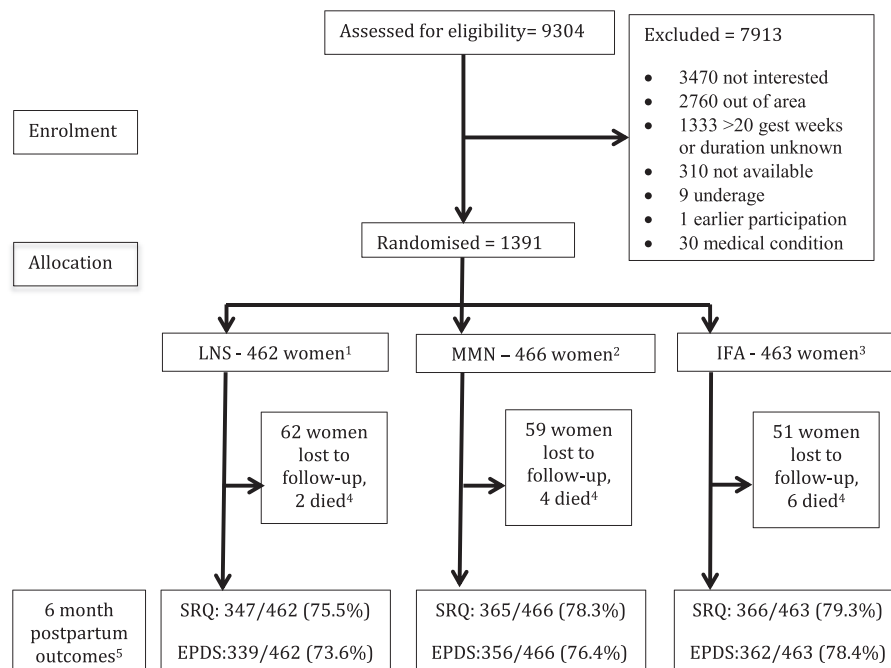 Assessed for eligibility= 9304
Excluded = 7913
• 3470 not interested
• 2760 out of area
• 1333 >20 gest weeks
or duration unknown
• 310 not available
• 9 underage
• 1 earlier participation
• 30 medical condition
Enrolment
Randomised = 1391
Allocation
LNS - 462 women¹
MMN – 466 women²
IFA - 463 women³
62 women
lost to
follow-up,
2 died⁴
59 women
lost to
follow-up,
4 died⁴
51 women
lost to
follow-up,
6 died⁴
6 month
postpartum
outcomes⁵
SRQ: 347/462 (75.5%)
EPDS:339/462 (73.6%)
SRQ: 365/466 (78.3%)
EPDS: 356/466 (76.4%)
SRQ: 366/463 (79.3%)
EPDS: 362/463 (78.4%)